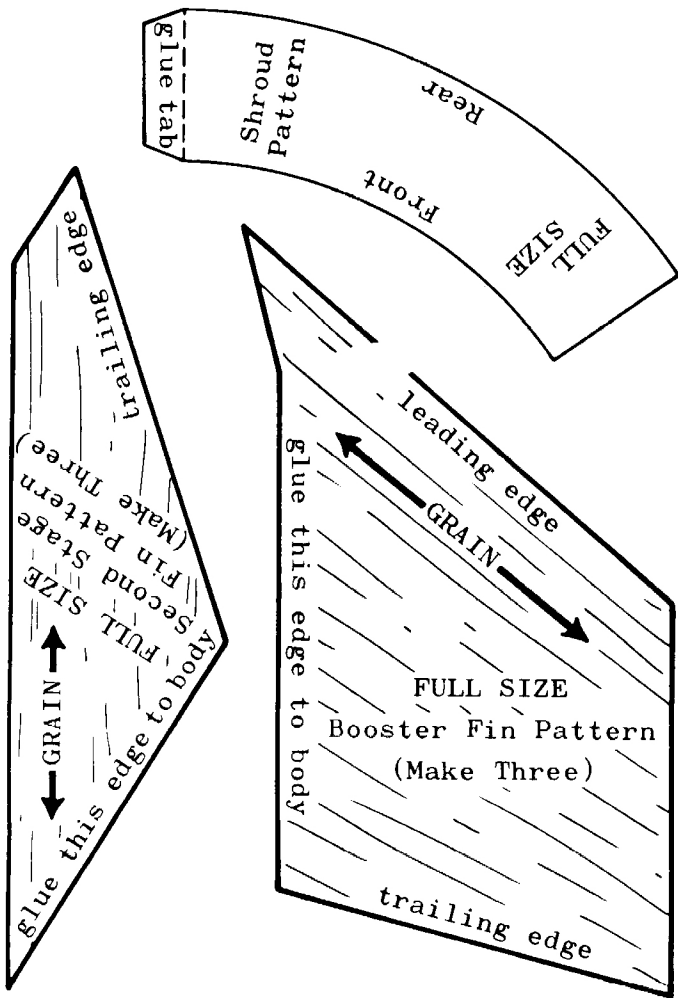 glue tab
Shroud
Pattern
Rear
Front
FULL
SIZE
trailing edge
FULL SIZE
Second Stage
Fin Pattern
(Make Three)
GRAIN
glue this edge to body
leading edge
GRAIN
glue this edge to body
FULL SIZE
Booster Fin Pattern
(Make Three)
trailing edge